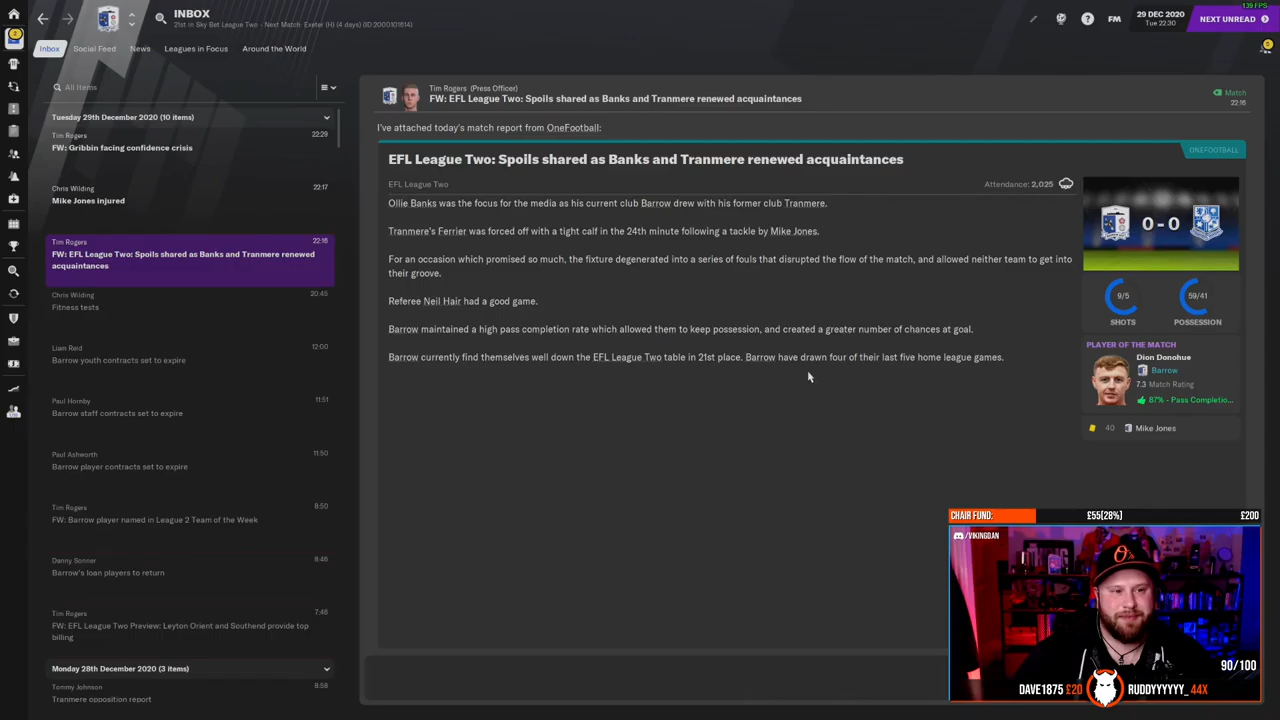 INBOX
21st in Sky Bet League Two - Next Match: Exeter (H) (4 days) (ID:2000101614)
139 FPS
29 DEC 2020
Tue 22:30
FM
NEXT UNREAD
Inbox
Social Feed
News
Leagues in Focus
Around the World
All Items
Tuesday 29th December 2020 (10 items)
Tim Rogers
22:29
FW: Gribbin facing confidence crisis
Chris Wilding
22:17
Mike Jones injured
Tim Rogers
22:16
FW: EFL League Two: Spoils shared as Banks and Tranmere renewed
acquaintances
Chris Wilding
20:45
Fitness tests
Liam Reid
12:00
Barrow youth contracts set to expire
Paul Hornby
11:51
Barrow staff contracts set to expire
Paul Ashworth
11:50
Barrow player contracts set to expire
Tim Rogers
8:50
FW: Barrow player named in League 2 Team of the Week
Danny Sonner
8:46
Barrow's loan players to return
Tim Rogers
7:46
FW: EFL League Two Preview: Leyton Orient and Southend provide top
billing
Monday 28th December 2020 (3 items)
Tommy Johnson
8:58
Tranmere opposition report
Tim Rogers (Press Officer)
FW: EFL League Two: Spoils shared as Banks and Tranmere renewed acquaintances
Match
22:16
I've attached today's match report from OneFootball:
ONEFOOTBALL
EFL League Two: Spoils shared as Banks and Tranmere renewed acquaintances
EFL League Two
Attendance: 2,025
Ollie Banks was the focus for the media as his current club Barrow drew with his former club Tranmere.
Tranmere's Ferrier was forced off with a tight calf in the 24th minute following a tackle by Mike Jones.
For an occasion which promised so much, the fixture degenerated into a series of fouls that disrupted the flow of the match, and allowed neither team to get into
their groove.
Referee Neil Hair had a good game.
Barrow maintained a high pass completion rate which allowed them to keep possession, and created a greater number of chances at goal.
Barrow currently find themselves well down the EFL League Two table in 21st place. Barrow have drawn four of their last five home league games.
0 - 0
9/5
SHOTS
59/41
POSSESSION
PLAYER OF THE MATCH
Dion Donohue
Barrow
7.3 Match Rating
87% - Pass Completio...
40
Mike Jones
CHAIR FUND:
£55(28%)
£200
/VIKINGDAN
90/100
DAVE1875 £20
RUDDYYYYYY_ 44X